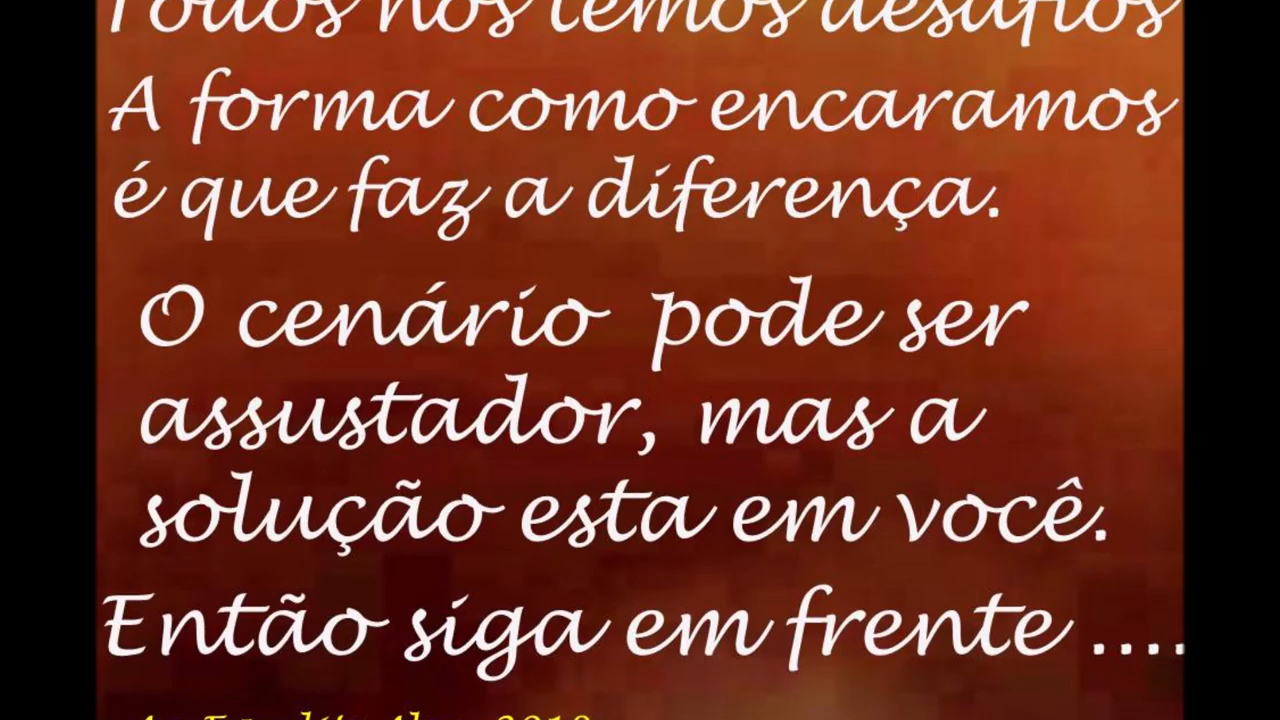 Todos nós temos desafios
A forma como encaramos
é que faz a diferença.
O cenário pode ser
assustador, mas a
solução esta em você.
Então siga em frente ....